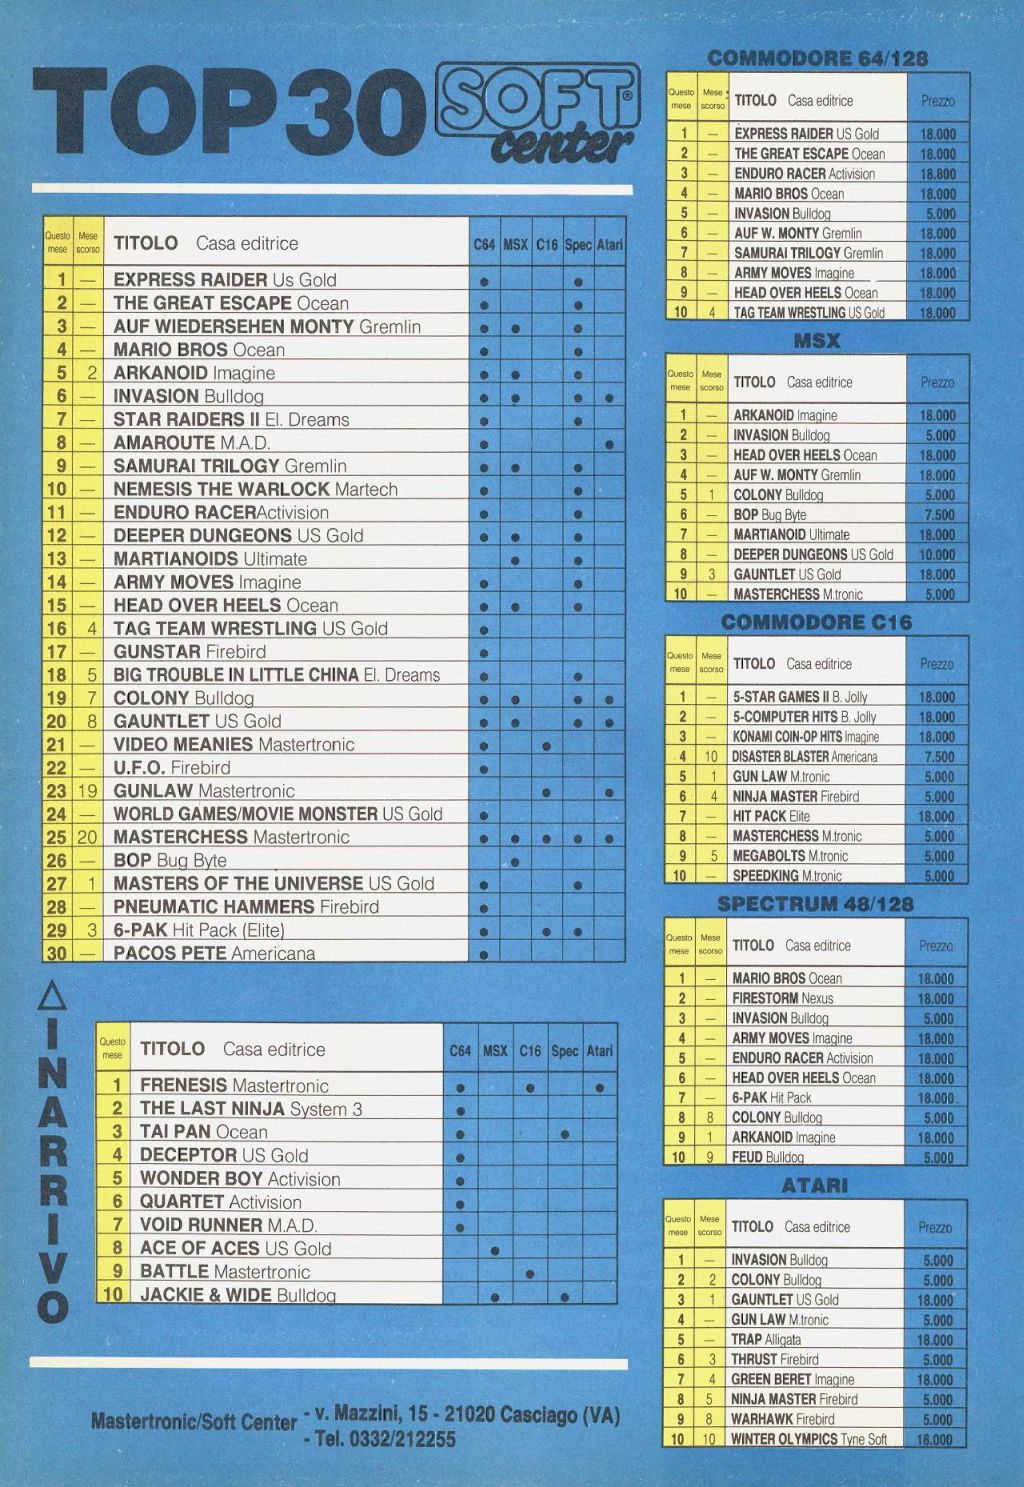 TOP 30 SOFT® center
Questo mese Mese scorso TITOLO Casa editrice C64 MSX C16 Spec Atari
1 — EXPRESS RAIDER Us Gold • •
2 — THE GREAT ESCAPE Ocean • •
3 — AUF WIEDERSEHEN MONTY Gremlin • • •
4 — MARIO BROS Ocean • •
5 2 ARKANOID Imagine • • •
6 — INVASION Bulldog • • • •
7 — STAR RAIDERS II El. Dreams • •
8 — AMAROUTE M.A.D. • •
9 — SAMURAI TRILOGY Gremlin • • •
10 — NEMESIS THE WARLOCK Martech • •
11 — ENDURO RACERActivision • •
12 — DEEPER DUNGEONS US Gold • • •
13 — MARTIANOIDS Ultimate • •
14 — ARMY MOVES Imagine • •
15 — HEAD OVER HEELS Ocean • • •
16 4 TAG TEAM WRESTLING US Gold •
17 — GUNSTAR Firebird •
18 5 BIG TROUBLE IN LITTLE CHINA El. Dreams • •
19 7 COLONY Bulldog • • • •
20 8 GAUNTLET US Gold • • • •
21 — VIDEO MEANIES Mastertronic • •
22 — U.F.O. Firebird •
23 19 GUNLAW Mastertronic • •
24 — WORLD GAMES/MOVIE MONSTER US Gold •
25 20 MASTERCHESS Mastertronic • • • • •
26 — BOP Bug Byte •
27 1 MASTERS OF THE UNIVERSE US Gold • •
28 — PNEUMATIC HAMMERS Firebird •
29 3 6-PAK Hit Pack (Elite) • • •
30 — PACOS PETE Americana •
IN ARRIVO
Questo mese TITOLO Casa editrice C64 MSX C16 Spec Atari
1 FRENESIS Mastertronic • • •
2 THE LAST NINJA System 3 •
3 TAI PAN Ocean • •
4 DECEPTOR US Gold •
5 WONDER BOY Activision •
6 QUARTET Activision •
7 VOID RUNNER M.A.D. •
8 ACE OF ACES US Gold •
9 BATTLE Mastertronic •
10 JACKIE & WIDE Bulldog • •
Mastertronic/Soft Center - v. Mazzini, 15 - 21020 Casciago (VA)
- Tel. 0332/212255
COMMODORE 64/128
Questo mese Mese scorso TITOLO Casa editrice Prezzo
1 — EXPRESS RAIDER US Gold 18.000
2 — THE GREAT ESCAPE Ocean 18.000
3 — ENDURO RACER Activision 18.800
4 — MARIO BROS Ocean 18.000
5 — INVASION Bulldog 5.000
6 — AUF W. MONTY Gremlin 18.000
7 — SAMURAI TRILOGY Gremlin 18.000
8 — ARMY MOVES Imagine 18.000
9 — HEAD OVER HEELS Ocean 18.000
10 4 TAG TEAM WRESTLING US Gold 18.000
MSX
Questo mese Mese scorso TITOLO Casa editrice Prezzo
1 — ARKANOID Imagine 18.000
2 — INVASION Bulldog 5.000
3 — HEAD OVER HEELS Ocean 18.000
4 — AUF W. MONTY Gremlin 18.000
5 1 COLONY Bulldog 5.000
6 — BOP Bug Byte 7.500
7 — MARTIANOID Ultimate 18.000
8 — DEEPER DUNGEONS US Gold 10.000
9 3 GAUNTLET US Gold 18.000
10 — MASTERCHESS M.tronic 5.000
COMMODORE C16
Questo mese Mese scorso TITOLO Casa editrice Prezzo
1 — 5-STAR GAMES II B. Jolly 18.000
2 — 5-COMPUTER HITS B. Jolly 18.000
3 — KONAMI COIN-OP HITS Imagine 18.000
4 10 DISASTER BLASTER Americana 7.500
5 1 GUN LAW M.tronic 5.000
6 4 NINJA MASTER Firebird 5.000
7 — HIT PACK Elite 18.000
8 — MASTERCHESS M.tronic 5.000
9 5 MEGABOLTS M.tronic 5.000
10 — SPEEDKING M.tronic 5.000
SPECTRUM 48/128
Questo mese Mese scorso TITOLO Casa editrice Prezzo
1 — MARIO BROS Ocean 18.000
2 — FIRESTORM Nexus 18.000
3 — INVASION Bulldog 5.000
4 — ARMY MOVES Imagine 18.000
5 — ENDURO RACER Activision 18.000
6 — HEAD OVER HEELS Ocean 18.000
7 — 6-PAK Hit Pack 18.000
8 8 COLONY Bulldog 5.000
9 1 ARKANOID Imagine 18.000
10 9 FEUD Bulldog 5.000
ATARI
Questo mese Mese scorso TITOLO Casa editrice Prezzo
1 — INVASION Bulldog 5.000
2 2 COLONY Bulldog 5.000
3 1 GAUNTLET US Gold 18.000
4 — GUN LAW M.tronic 5.000
5 — TRAP Alligata 18.000
6 3 THRUST Firebird 5.000
7 4 GREEN BERET Imagine 18.000
8 5 NINJA MASTER Firebird 5.000
9 8 WARHAWK Firebird 5.000
10 10 WINTER OLYMPICS Tyne Soft 18.000